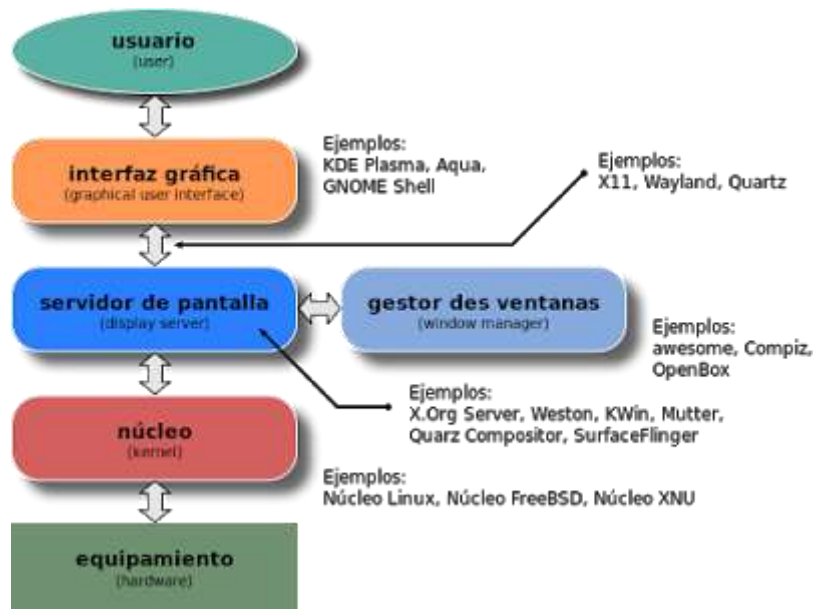 usuario
(user)
interfaz gráfica
(graphical user interface)
Ejemplos:
KDE Plasma, Aqua,
GNOME Shell
Ejemplos:
X11, Wayland, Quartz
servidor de pantalla
(display server)
gestor des ventanas
(window manager)
Ejemplos:
awesome, Compiz,
OpenBox
Ejemplos:
X.Org Server, Weston, KWin, Mutter,
Quarz Compositor, SurfaceFlinger
núcleo
(kernel)
Ejemplos:
Núcleo Linux, Núcleo FreeBSD, Núcleo XNU
equipamiento
(hardware)